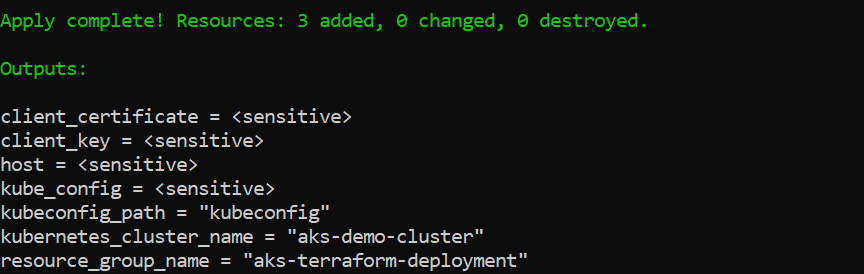 Apply complete! Resources: 3 added, 0 changed, 0 destroyed.
Outputs:
client_certificate = <sensitive>
client_key = <sensitive>
host = <sensitive>
kube_config = <sensitive>
kubeconfig_path = "kubeconfig"
kubernetes_cluster_name = "aks-demo-cluster"
resource_group_name = "aks-terraform-deployment"